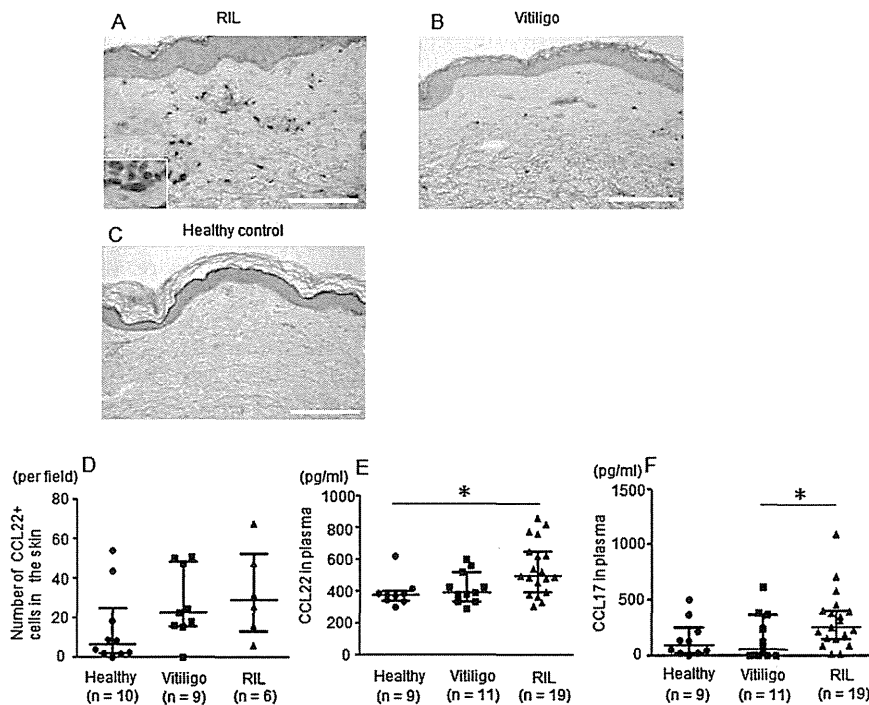 A
RIL
B
Vitiligo
C
Healthy control
D
(per field)
Number of CCL22+
cells in the skin
80
60
40
20
0
Healthy
(n = 10)
Vitiligo
(n = 9)
RIL
(n = 6)
E
(pg/ml)
CCL22 in plasma
1000
800
600
400
200
0
*
Healthy
(n = 9)
Vitiligo
(n = 11)
RIL
(n = 19)
F
(pg/ml)
CCL17 in plasma
1500
1000
500
0
*
Healthy
(n = 9)
Vitiligo
(n = 11)
RIL
(n = 19)